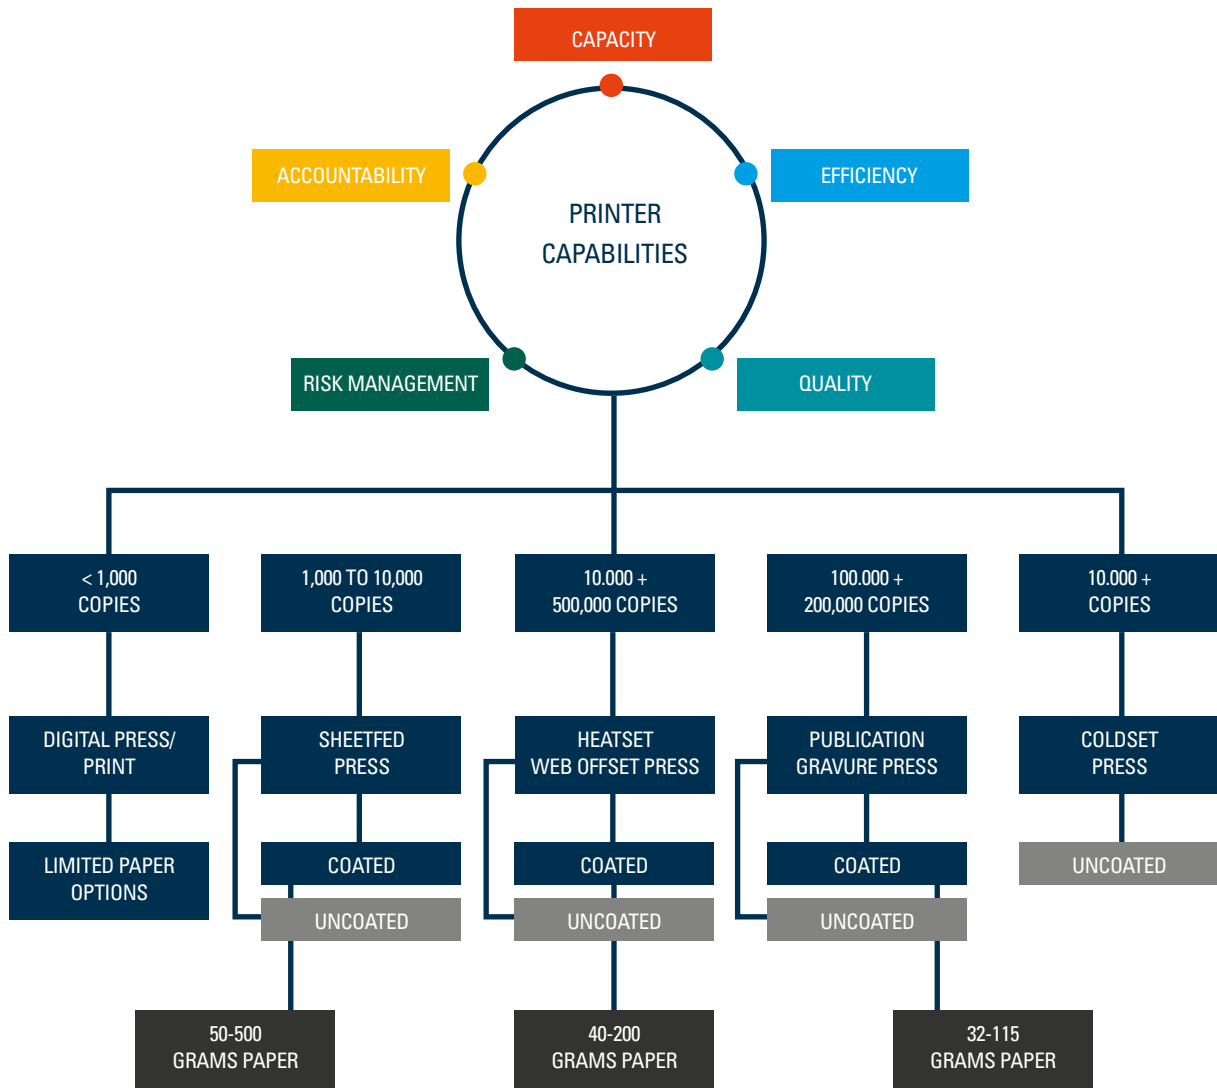 CAPACITY
ACCOUNTABILITY
EFFICIENCY
PRINTER
CAPABILITIES
RISK MANAGEMENT
QUALITY
< 1,000
COPIES
1,000 TO 10,000
COPIES
10.000 +
500,000 COPIES
100.000 +
200,000 COPIES
10.000 +
COPIES
DIGITAL PRESS/
PRINT
SHEETFED
PRESS
HEATSET
WEB OFFSET PRESS
PUBLICATION
GRAVURE PRESS
COLDSET
PRESS
LIMITED PAPER
OPTIONS
COATED
COATED
COATED
UNCOATED
UNCOATED
UNCOATED
UNCOATED
50-500
GRAMS PAPER
40-200
GRAMS PAPER
32-115
GRAMS PAPER